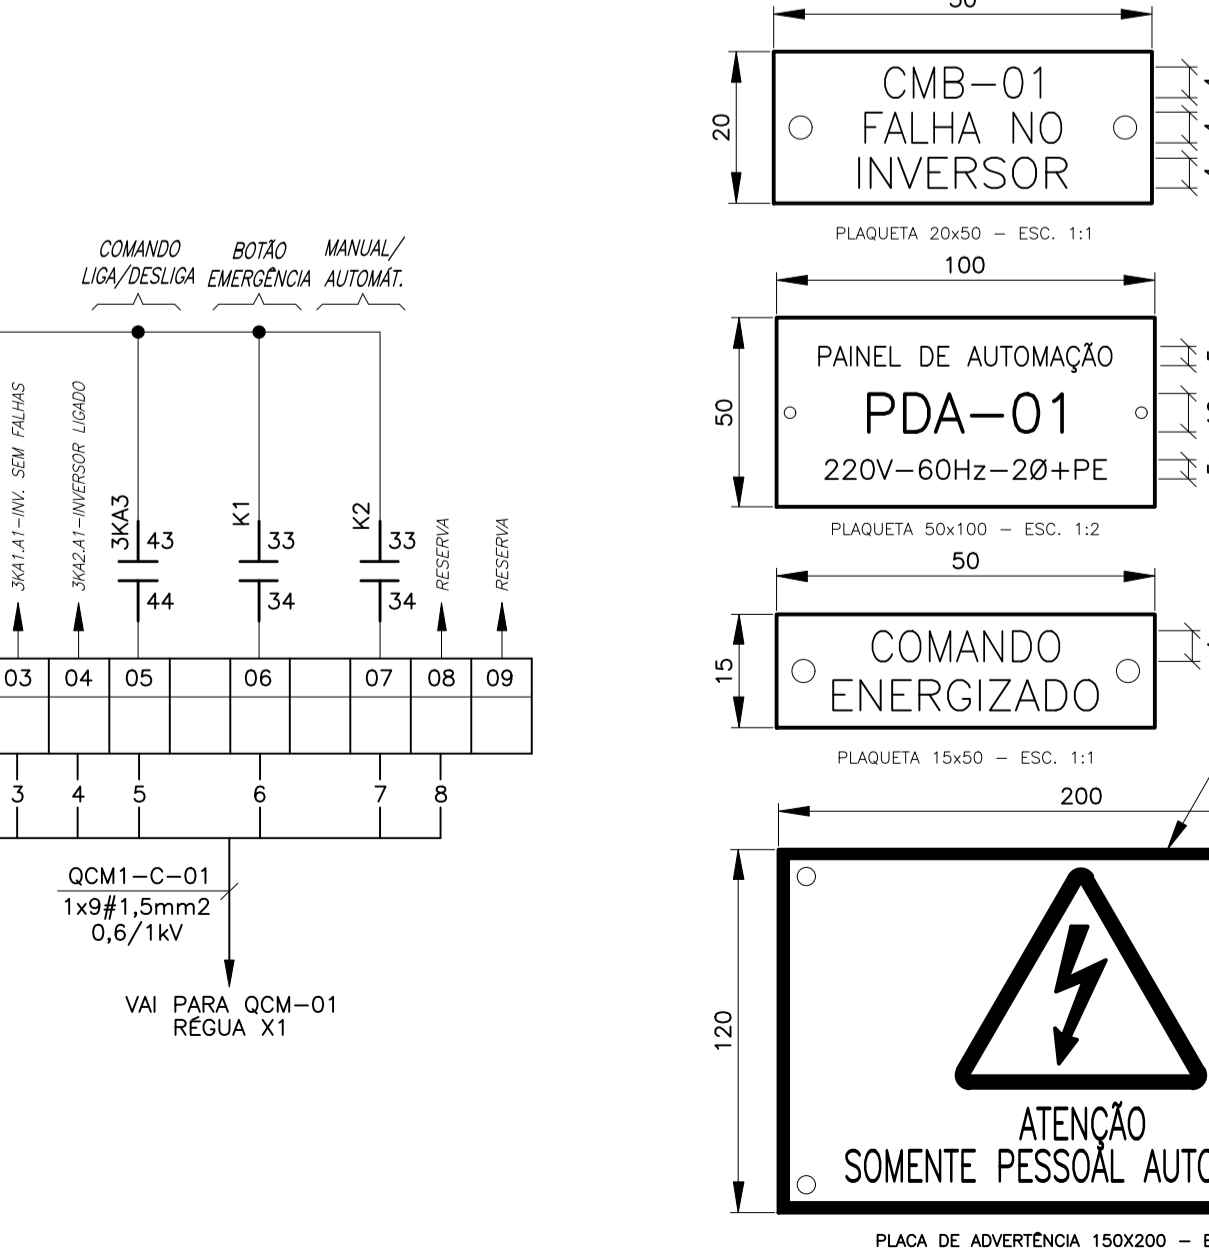 COMANDO
LIGA/DESLIGA
BOTÃO
EMERGÊNCIA
MANUAL/
AUTOMÁT.
3KA1.A1-INV. SEM FALHAS
3KA2.A1-INVERSOR LIGADO
3KA3
43
44
K1
33
34
K2
33
34
RESERVA
RESERVA
03 04 05 06 07 08 09
3 4 5 6 7 8
QCM1-C-01
1x9#1,5mm2
0,6/1kV
VAI PARA QCM-01
RÉGUA X1
20
CMB-01
FALHA NO
INVERSOR
PLAQUETA 20x50 - ESC. 1:1
100
50
PAINEL DE AUTOMAÇÃO
PDA-01
220V-60Hz-2Ø+PE
PLAQUETA 50x100 - ESC. 1:2
50
15
COMANDO
ENERGIZADO
PLAQUETA 15x50 - ESC. 1:1
200
120
ATENÇÃO
SOMENTE PESSOAL
PLACA DE ADVERTÊNCIA 150X200 -